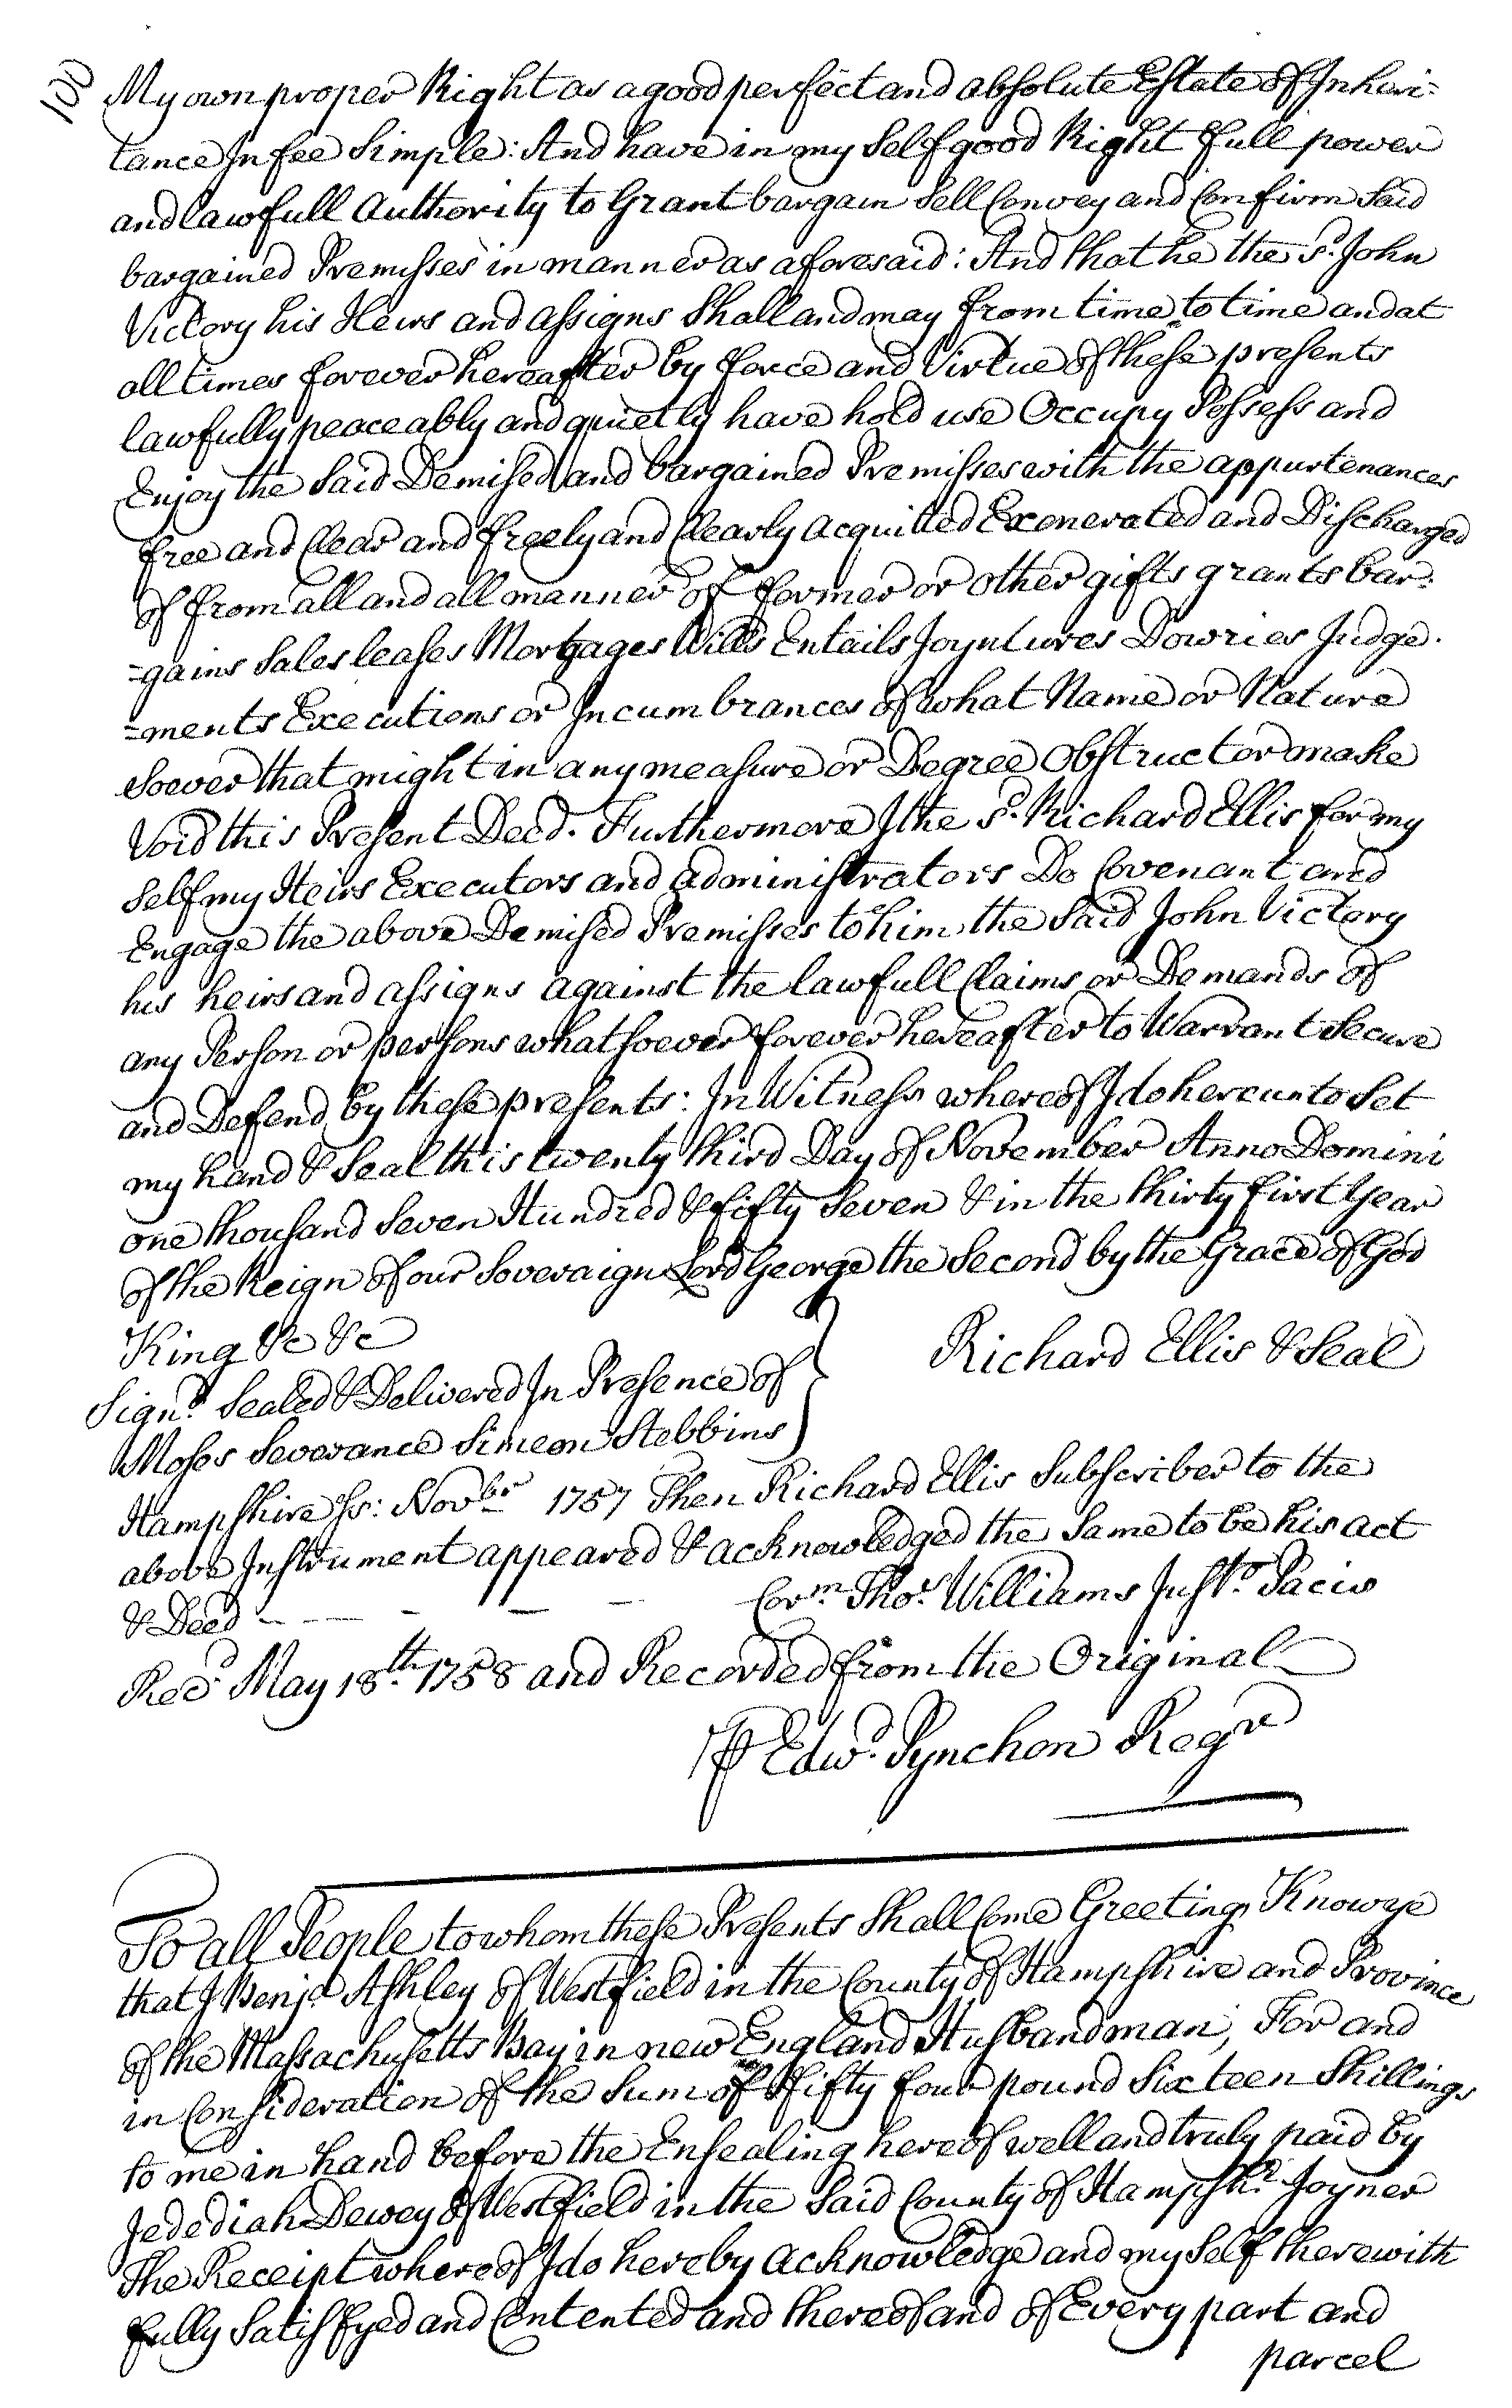 100
My own proper Right as a good perfect and absolute Estate of Inheri-
tance In fee Simple: And have in my Self good Right full power
and lawfull Authority to Grant bargain Sell Convey and Confirm Said
bargained Premisses in manner as aforesaid: And that he the sd. John
Victory his Heirs and assigns Shall and may from time to time and at
all times forever hereafter by force and Virtue of these presents
lawfully peaceably and quietly have hold use Occupy Possess and
Enjoy the Said Demised and bargained Premisses with the appurtenances
free and Clear and freely and Clearly acquitted Exonerated and Discharged
of from all and all manner of former or other gifts grants bar-
=gains Sales leases Mortgages Wills Entails Joyntures Dowries Judge-
=ments Executions or Incumbrances of what Name or Nature
soever that might in any measure or Degree Obstruct or make
Void this Present Deed. Furthermore I the sd. Richard Ellis for my
Self my Heirs Executors and administrators Do Covenant and
Engage the above Demised Premisses to him the Said John Victory
his heirs and assigns against the lawfull Claims or Demands of
any Person or persons whatsoever forever hereafter to Warrant Secure
and Defend by these presents: In Witness whereof I do hereunto Set
my hand & Seal this twenty third Day of November Anno Domini
one thousand Seven Hundred & fifty Seven & in the thirty first Year
of the Reign of our Soveraign Lord George the Second by the Grace of God
King &c &c
Richard Ellis & Seal
Signd. Sealed & Delivered In Presence of
Moses Severance Simeon Stebbins
Hampshire ss: Novbr 1757 Then Richard Ellis Subscriber to the
above Instrument appeared & acknowledged the Same to be his act
& Deed - - - - - - Corm. Thos. Williams Justo. Pacis
Recd. May 18th. 1758 and Recorded from the Original
⅌ Edwd. Pynchon Regr
To all People to whom these Presents Shall Come Greeting, Know ye
that I Benja Ashley of Westfield in the County of Hampshire and Province
of the Massachusetts Bay in new England Husbandman, For and
in Consideration of the Sum of fifty four pound Sixteen Shillings
to me in hand before the Ensealing hereof well and truly paid by
Jedediah Dewey of Westfield in the Said County of Hampshr. Joyner
The Receipt whereof I do hereby acknowledge and my Self therewith
fully Satisfyed and Contented and thereof and of Every part and
parcel